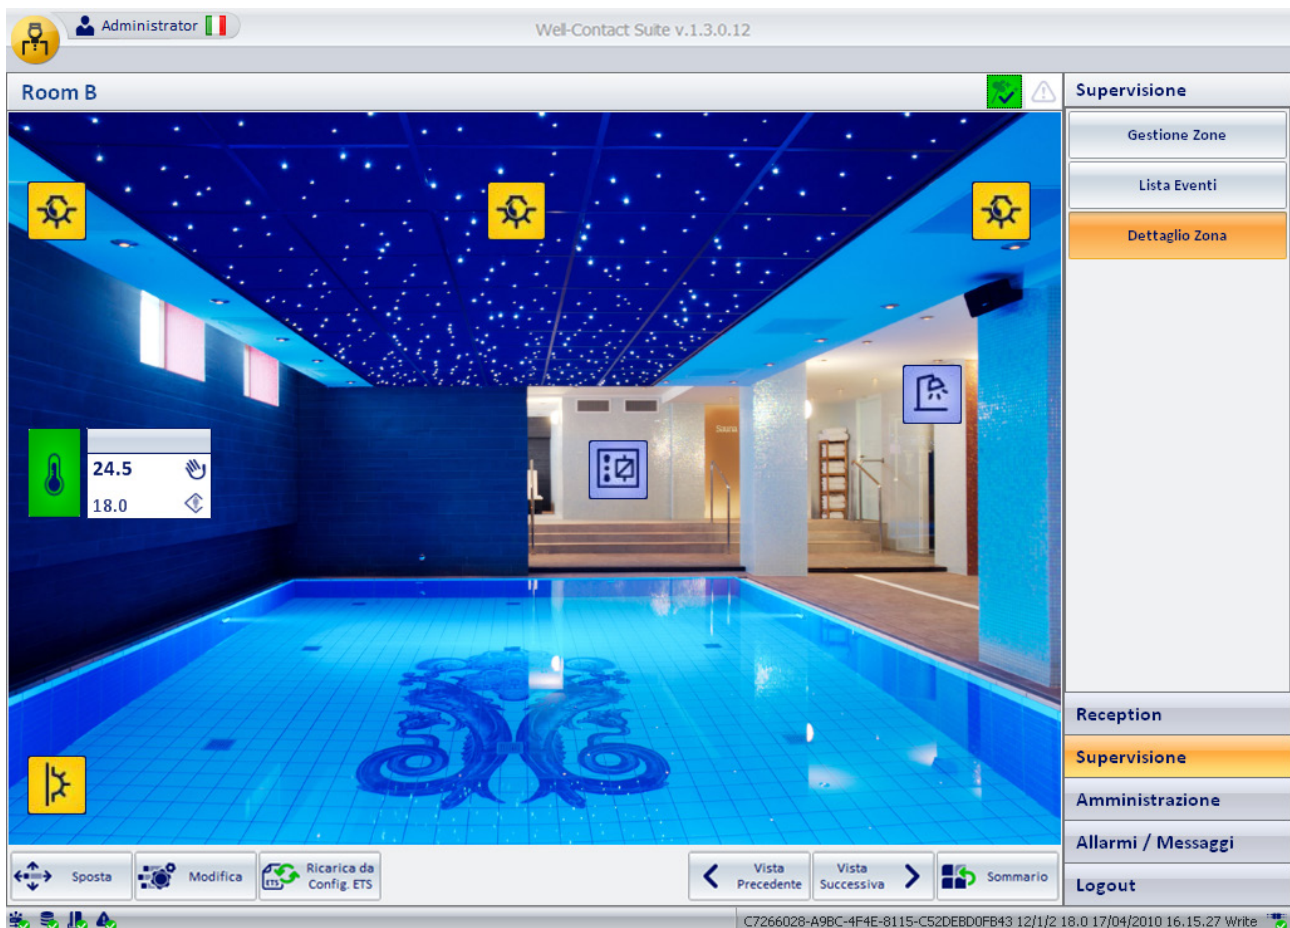 Administrator
Well-Contact Suite v.1.3.0.12
Room B
Supervisione
Gestione Zone
Lista Eventi
Dettaglio Zona
Sauna
24.5
18.0
Reception
Supervisione
Amministrazione
Allarmi / Messaggi
Logout
Sposta
Modifica
ETS
Ricarica da
Config. ETS
Vista
Precedente
Vista
Successiva
Sommario
C7266028-A9BC-4F4E-8115-C52DEBD0FB43 12/1/2 18.0 17/04/2010 16.15.27 Write